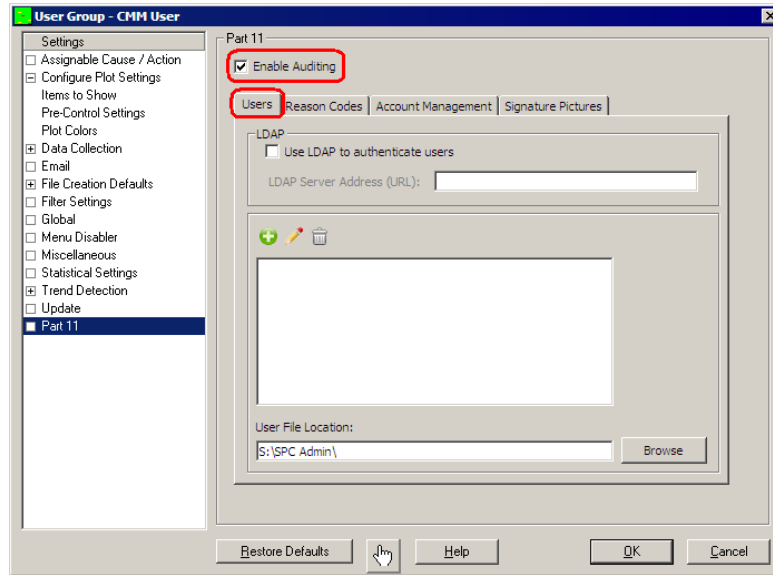 User Group - CMM User
Settings
Assignable Cause / Action
Configure Plot Settings
Items to Show
Pre-Control Settings
Plot Colors
Data Collection
Email
File Creation Defaults
Filter Settings
Global
Menu Disabler
Miscellaneous
Statistical Settings
Trend Detection
Update
Part 11
Part 11
Enable Auditing
Users Reason Codes Account Management Signature Pictures
LDAP
Use LDAP to authenticate users
LDAP Server Address (URL):
User File Location:
S:\SPC Admin\ Browse
Restore Defaults Help OK Cancel